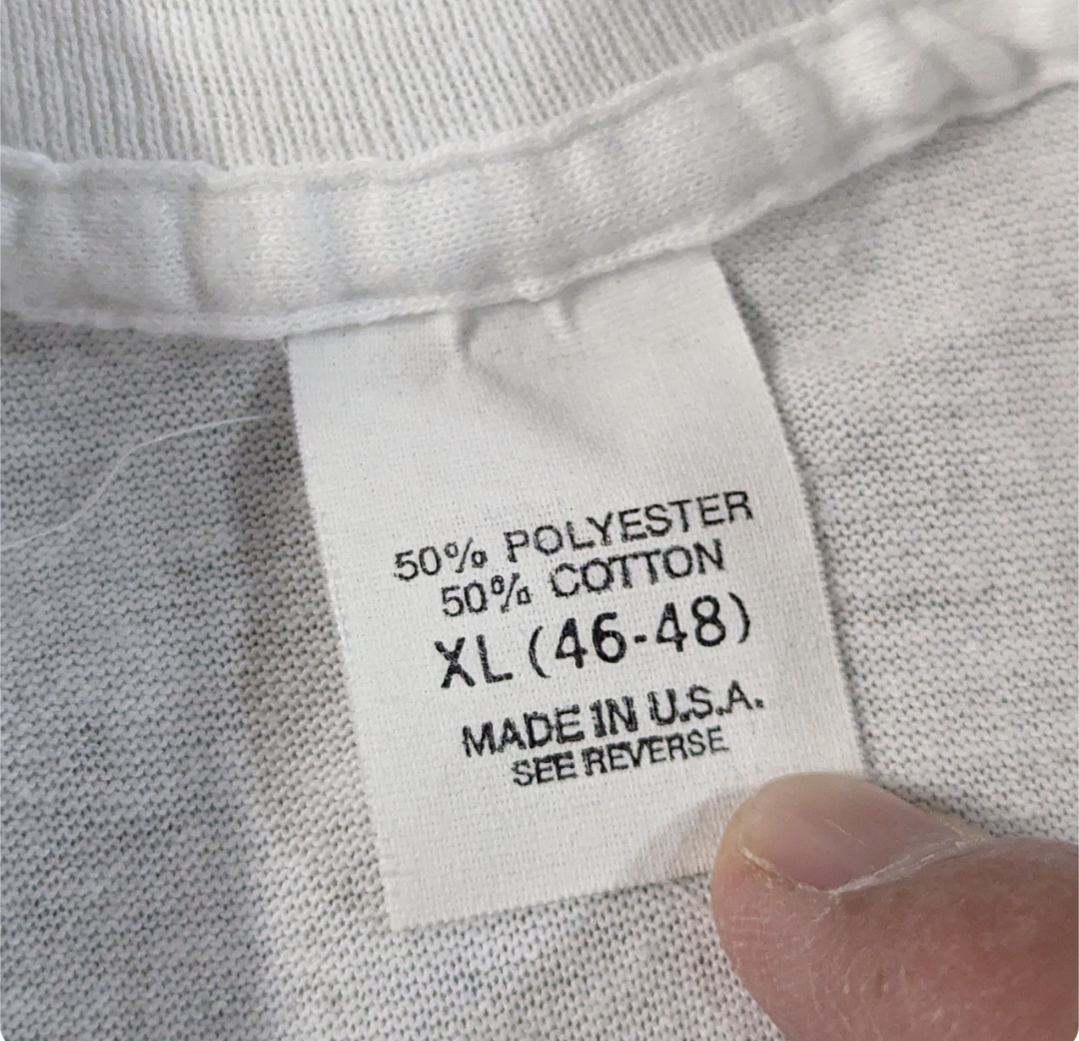 50% POLYESTER
50% COTTON
XL (46-48)
MADE IN U.S.A.
SEE REVERSE